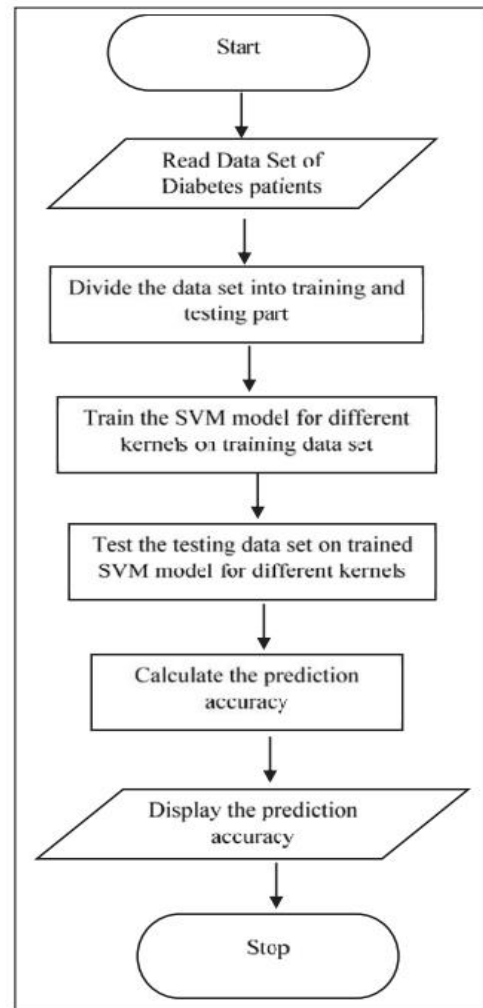 Start
Read Data Set of
Diabetes patients
Divide the data set into training and
testing part
Train the SVM model for different
kernels on training data set
Test the testing data set on trained
SVM model for different kernels
Calculate the prediction
accuracy
Display the prediction
accuracy
Stop